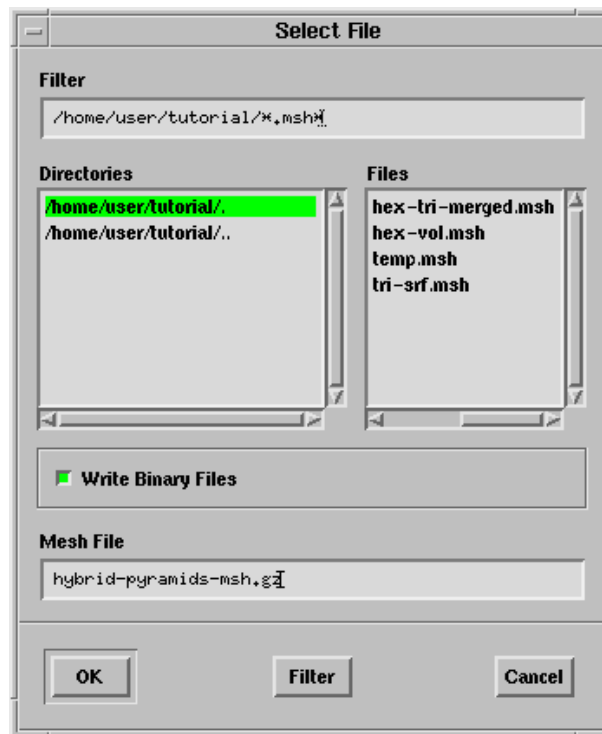 Select File
Filter
/home/user/tutorial/*.msh*
Directories
Files
/home/user/tutorial/.
/home/user/tutorial/..
hex-tri-merged.msh
hex-vol.msh
temp.msh
tri-srf.msh
Write Binary Files
Mesh File
hybrid-pyramids-msh.gz
OK
Filter
Cancel